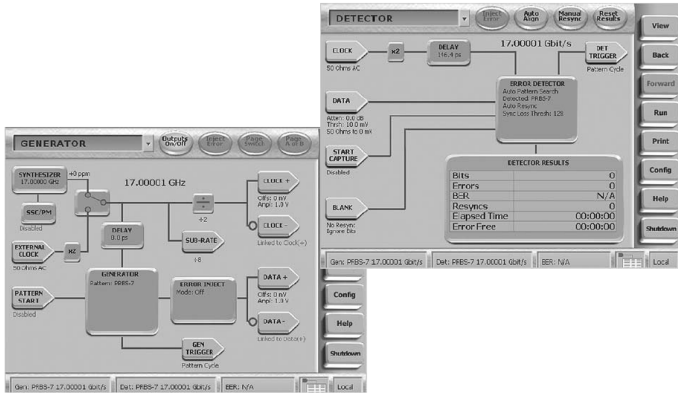 DETECTOR
Inject Error
Auto Align
Manual Resync
Reset Results
View
CLOCK
x2
DELAY
146.4 ps
17.00001 Gbit/s
DET TRIGGER
Back
50 Ohms AC
Pattern Cycle
ERROR DETECTOR
Auto Pattern Search
Detected: PRBS-7
Auto Resync
Sync Loss Thresh: 128
Forward
DATA
Atten: 0.0 dB
Thrsh: 10.0 mV
50 Ohms to 0 mV
Run
START CAPTURE
Disabled
Print
DETECTOR RESULTS
Bits 0
Errors 0
BER N/A
Resyncs 0
Elapsed Time 00:00:00
Error Free 00:00:00
Config
Help
BLANK
No Resync
Ignore Bits
Shutdown
Gen: PRBS-7 17.00001 Gbit/s
Det: PRBS-7 17.00001 Gbit/s
BER: N/A
Local
GENERATOR
Outputs On/Off
Inject Error
Page Switch
Page A of B
SYNTHESIZER
17.00000 GHz
+0 ppm
17.00001 GHz
CLOCK +
Offs: 0 mV
Ampl: 1.0 V
SSC/PM
Disabled
÷2
CLOCK-
Linked to Clock(+)
DELAY
0.0 ps
SUB-RATE
÷8
EXTERNAL CLOCK
x2
50 Ohms AC
GENERATOR
Pattern: PRBS-7
ERROR INJECT
Mode: Off
DATA +
Offs: 0 mV
Ampl: 1.0 V
PATTERN START
Disabled
Config
DATA-
Linked to Data(+)
Help
GEN TRIGGER
Pattern Cycle
Shutdown
Gen: PRBS-7 17.00001 Gbit/s
Det: PRBS-7 17.00001 Gbit/s
BER: N/A
Local